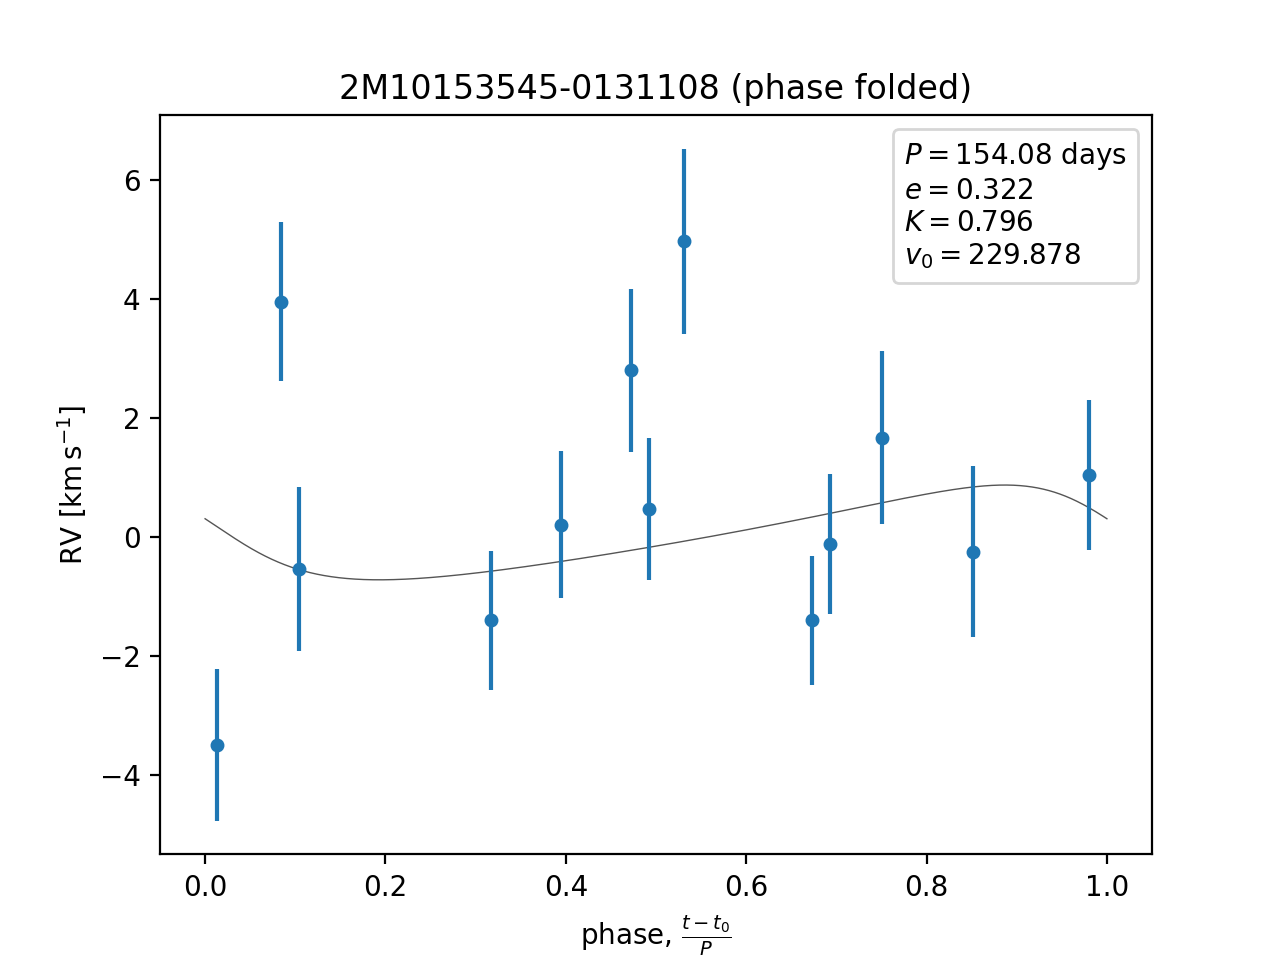 2M10153545-0131108 (phase folded)
P = 154.08 days
e = 0.322
K = 0.796
v₀ = 229.878
RV [km s⁻¹]
6
4
2
0
−2
−4
0.0 0.2 0.4 0.6 0.8 1.0
phase, (t − t₀)/P